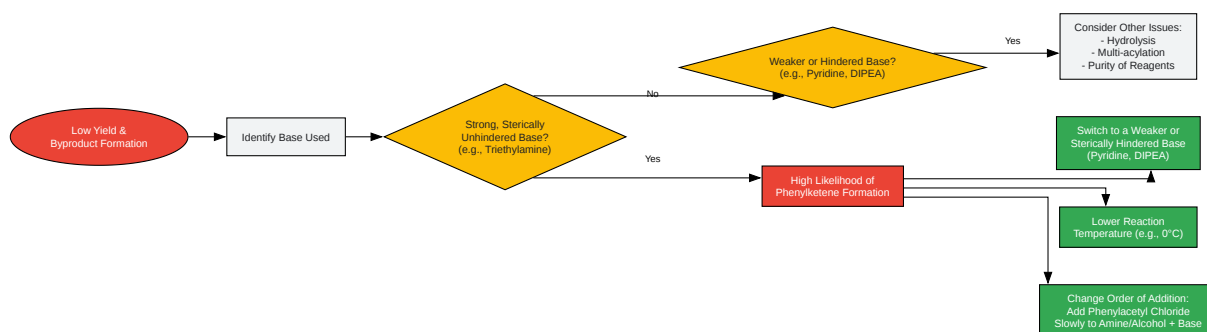 Low Yield &
Byproduct Formation
Identify Base Used
Strong, Sterically
Unhindered Base?
(e.g., Triethylamine)
No
Weaker or Hindered Base?
(e.g., Pyridine, DIPEA)
Yes
Consider Other Issues:
- Hydrolysis
- Multi-acylation
- Purity of Reagents
Yes
High Likelihood of
Phenylketene Formation
Switch to a Weaker or
Sterically Hindered Base
(Pyridine, DIPEA)
Lower Reaction
Temperature (e.g., 0°C)
Change Order of Addition:
Add Phenylacetyl Chloride
Slowly to Amine/Alcohol + Base